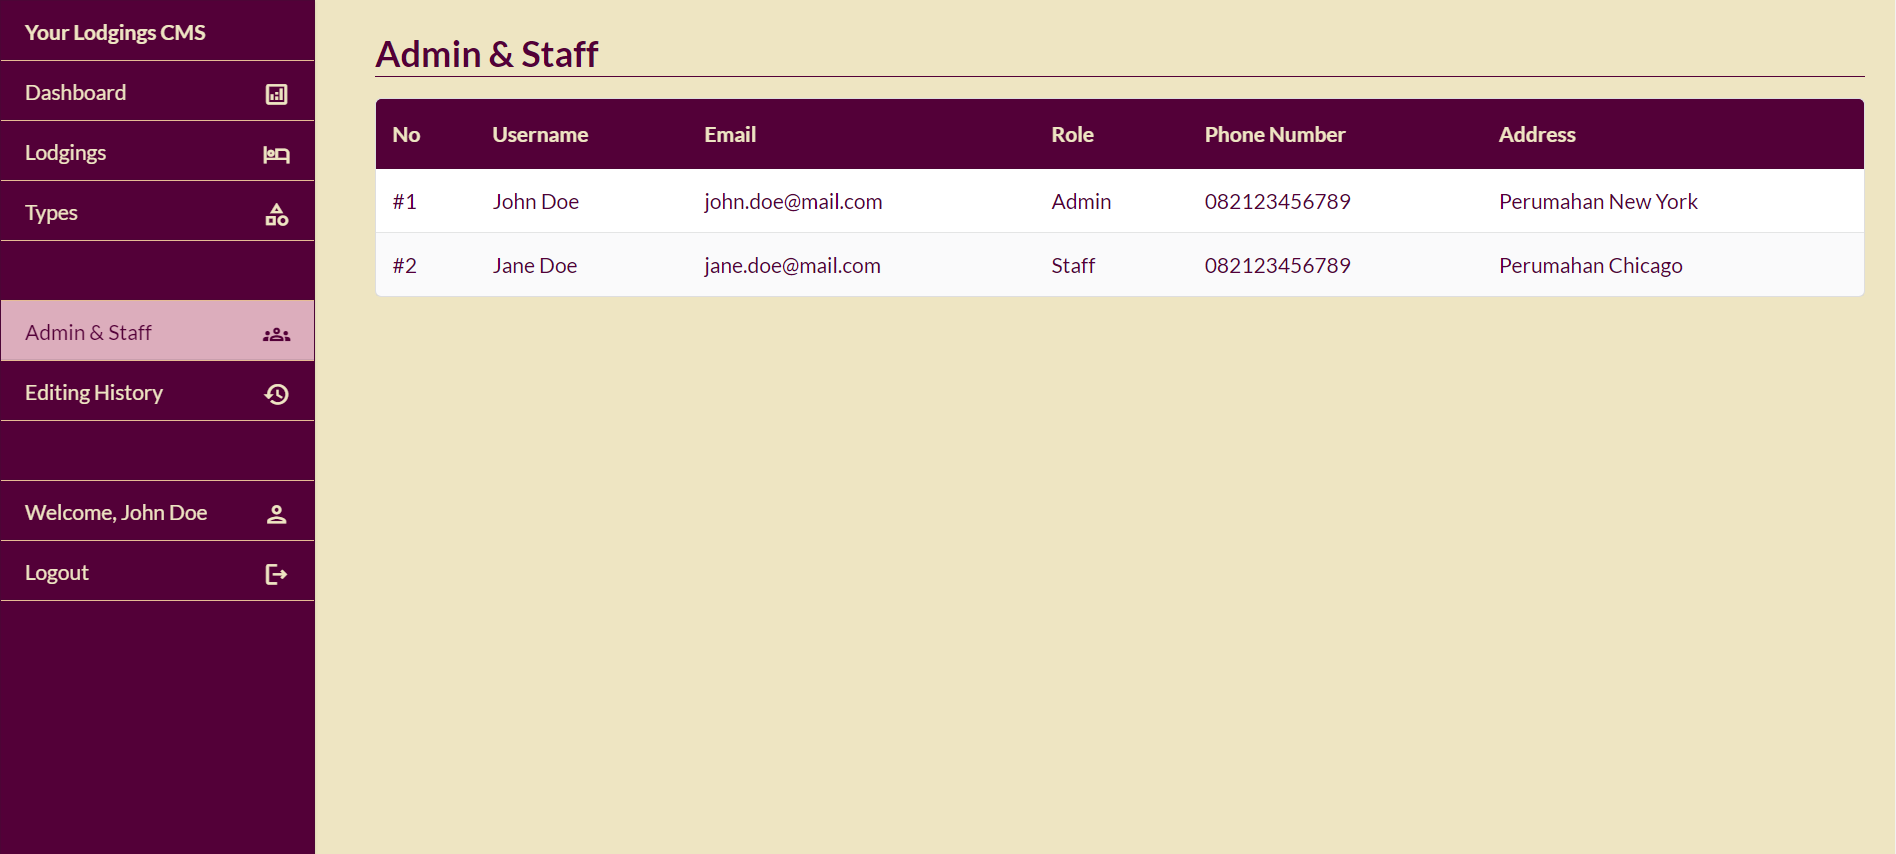 Your Lodgings CMS
Dashboard
Lodgings
Types
Admin & Staff
Editing History
Welcome, John Doe
Logout
Admin & Staff
No Username Email Role Phone Number Address
#1 John Doe john.doe@mail.com Admin 082123456789 Perumahan New York
#2 Jane Doe jane.doe@mail.com Staff 082123456789 Perumahan Chicago